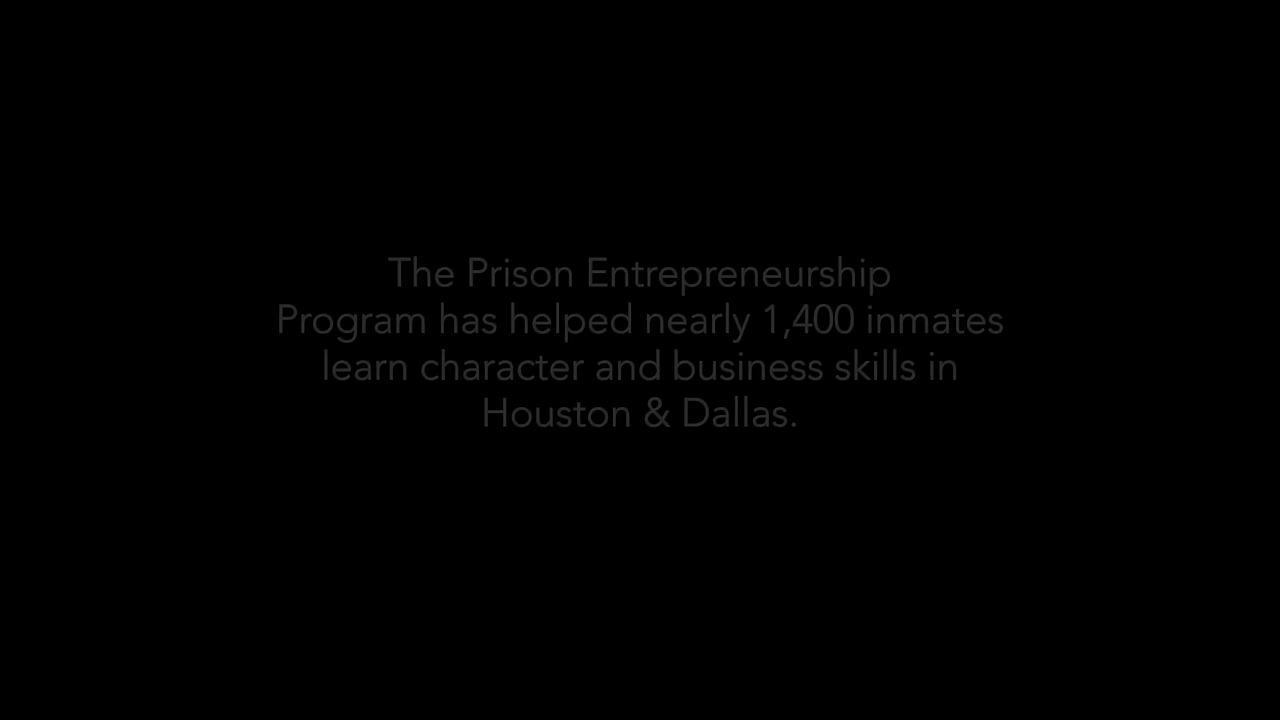 The Prison Entrepreneurship
Program has helped nearly 1,400 inmates
learn character and business skills in
Houston & Dallas.